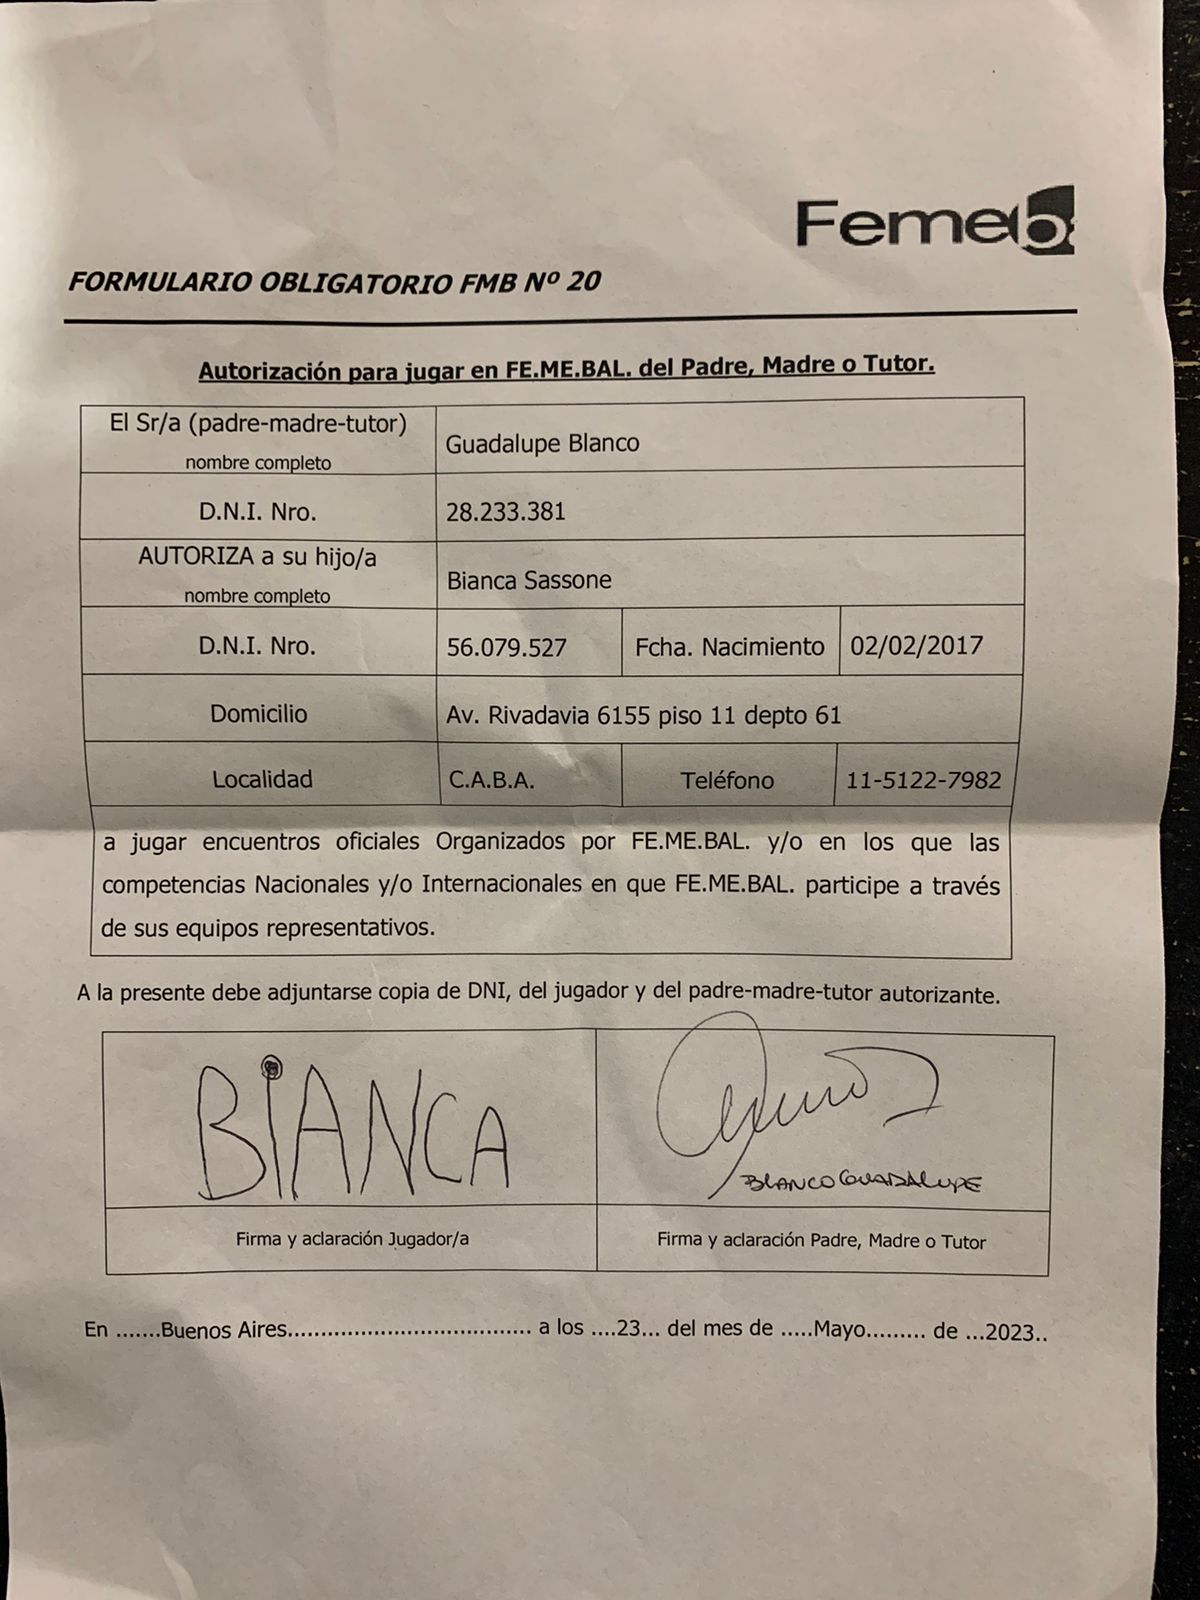 Femeb
FORMULARIO OBLIGATORIO FMB Nº 20
Autorización para jugar en FE.ME.BAL. del Padre, Madre o Tutor.
El Sr/a (padre-madre-tutor)
nombre completo
Guadalupe Blanco
D.N.I. Nro.
28.233.381
AUTORIZA a su hijo/a
nombre completo
Bianca Sassone
D.N.I. Nro.
56.079.527
Fcha. Nacimiento
02/02/2017
Domicilio
Av. Rivadavia 6155 piso 11 depto 61
Localidad
C.A.B.A.
Teléfono
11-5122-7982
a jugar encuentros oficiales Organizados por FE.ME.BAL. y/o en los que las
competencias Nacionales y/o Internacionales en que FE.ME.BAL. participe a través
de sus equipos representativos.
A la presente debe adjuntarse copia de DNI, del jugador y del padre-madre-tutor autorizante.
BiANCA
BLANCO GUADALUPE
Firma y aclaración Jugador/a
Firma y aclaración Padre, Madre o Tutor
En .......Buenos Aires.................................... a los ....23... del mes de .....Mayo......... de ...2023..